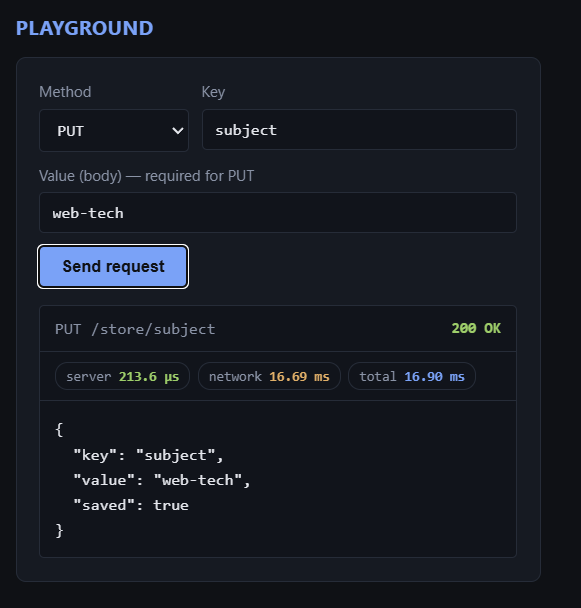 PLAYGROUND
Method Key
PUT subject
Value (body) — required for PUT
web-tech
Send request
PUT /store/subject 200 OK
server 213.6 µs network 16.69 ms total 16.90 ms
{
"key": "subject",
"value": "web-tech",
"saved": true
}